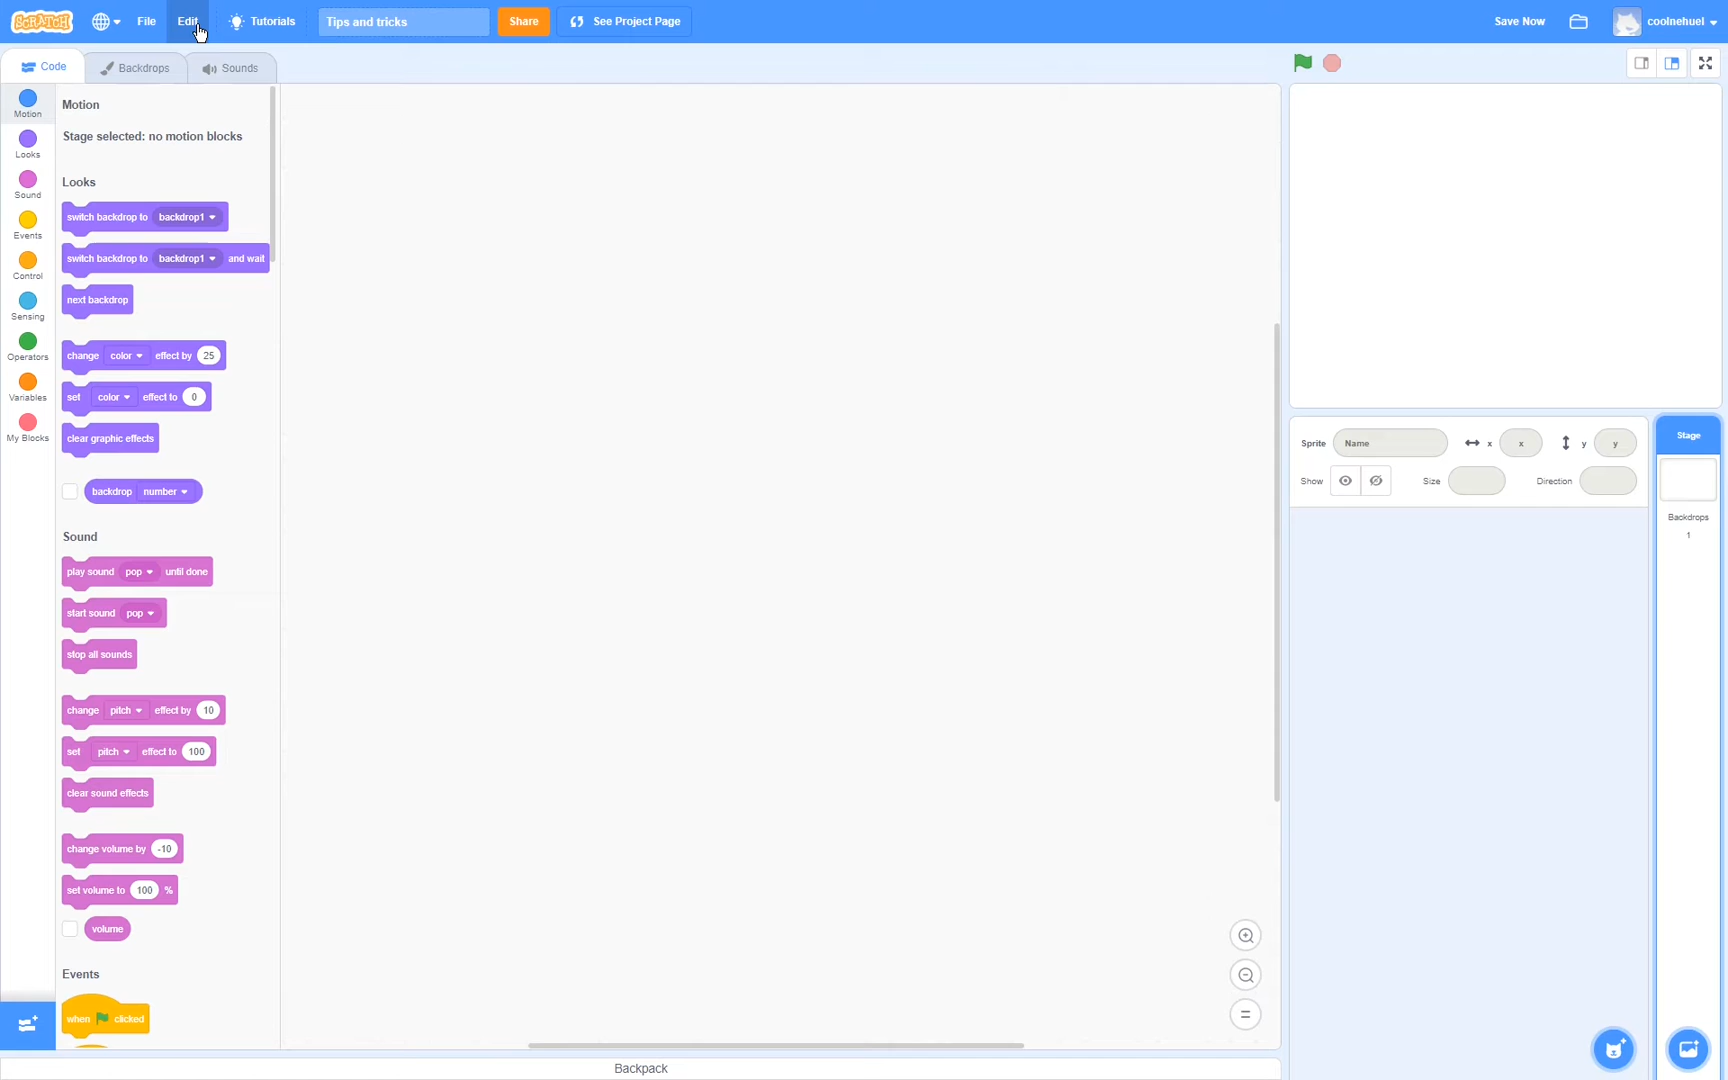 SCRATCH File Edit Tutorials Tips and tricks Share See Project Page Save Now coolnehuel
Code Backdrops Sounds
Motion
Looks
Sound
Events
Control
Sensing
Operators
Variables
My Blocks
Motion
Stage selected: no motion blocks
Looks
switch backdrop to backdrop1
switch backdrop to backdrop1 and wait
next backdrop
change color effect by 25
set color effect to 0
clear graphic effects
backdrop number
Sound
play sound pop until done
start sound pop
stop all sounds
change pitch effect by 10
set pitch effect to 100
clear sound effects
change volume by -10
set volume to 100 %
volume
Events
when clicked
Backpack
Sprite Name x x y y
Show Size Direction
Stage
Backdrops
1